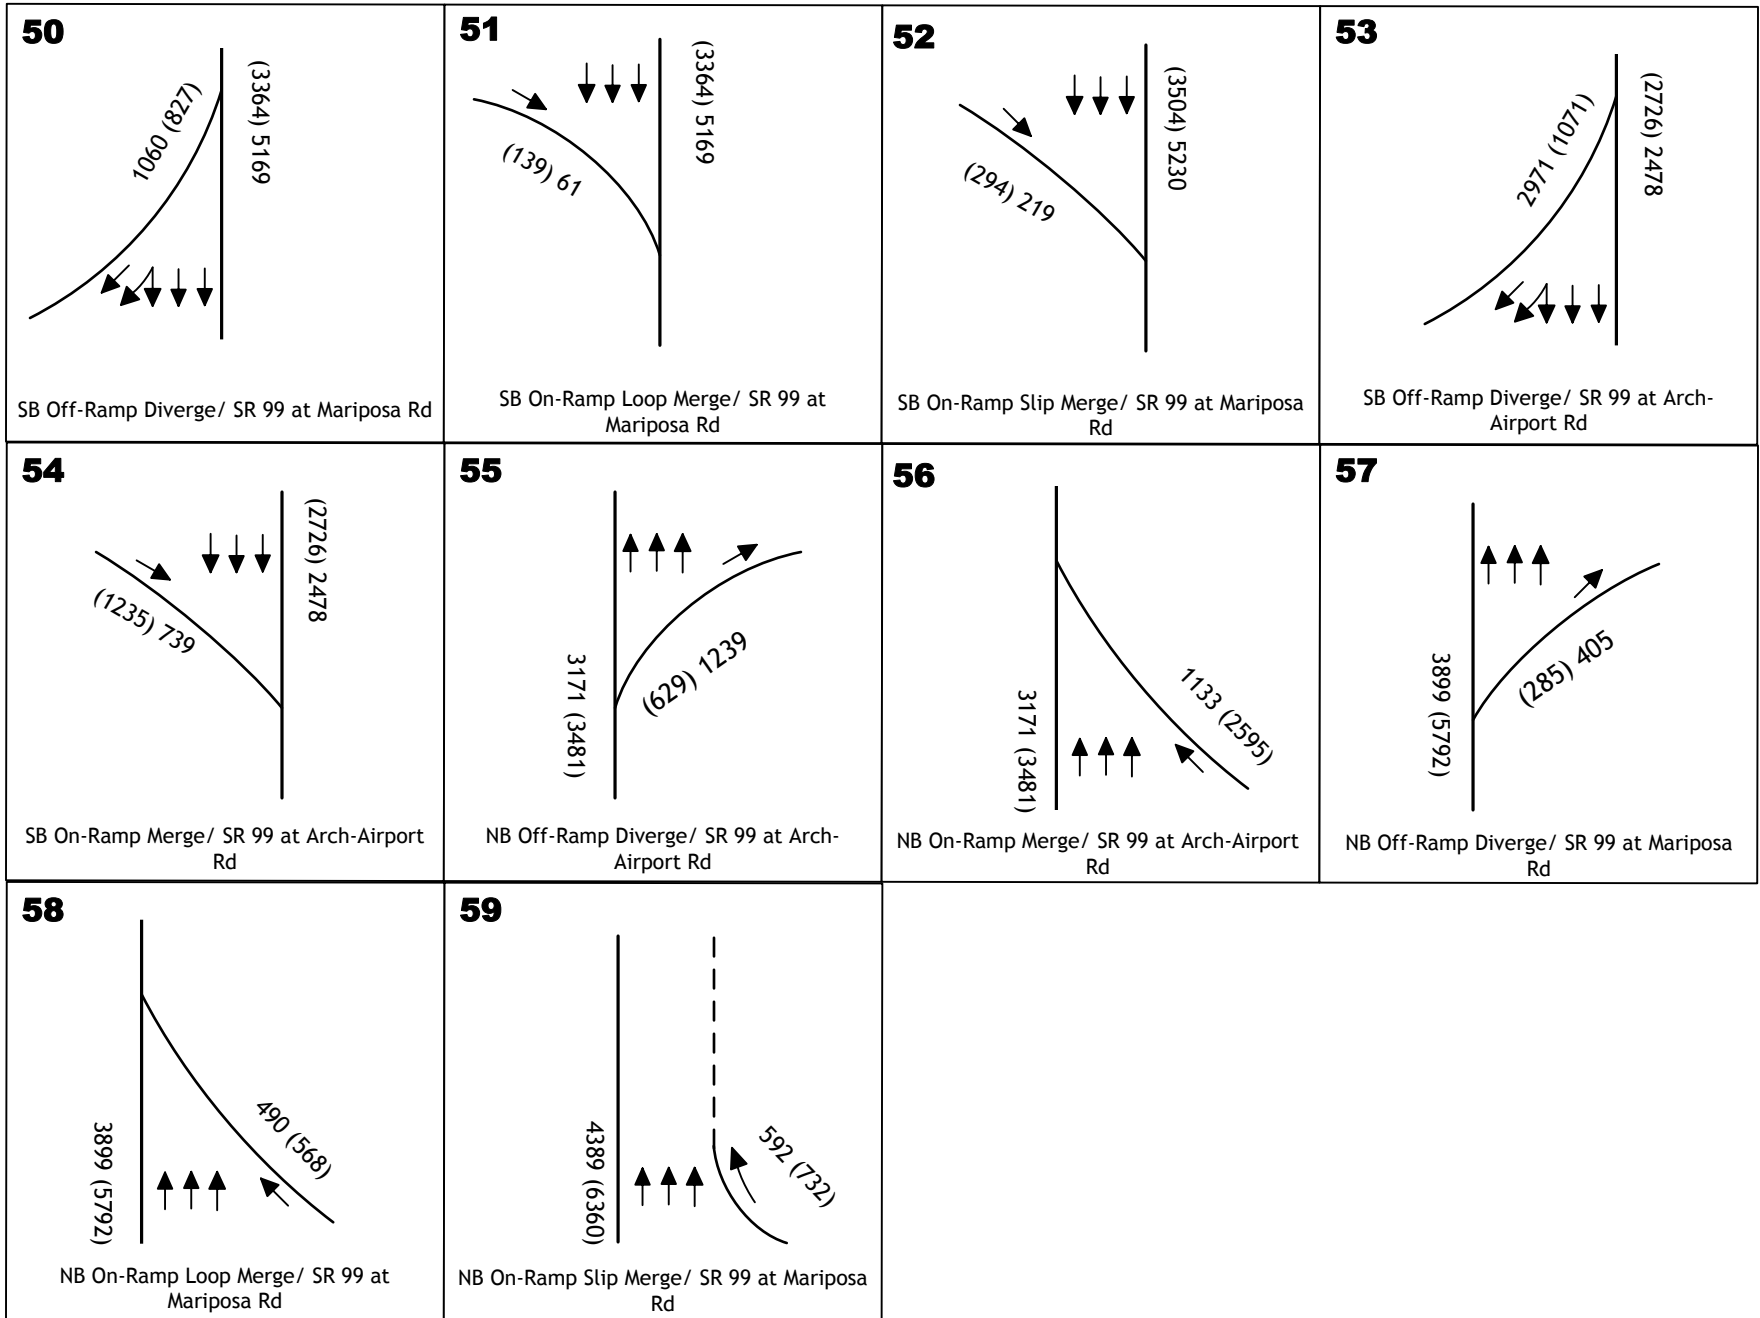 50
1060 (827)
(3364) 5169
SB Off-Ramp Diverge/ SR 99 at Mariposa Rd
51
(139) 61
(3364) 5169
SB On-Ramp Loop Merge/ SR 99 at
Mariposa Rd
52
(294) 219
(3504) 5230
SB On-Ramp Slip Merge/ SR 99 at Mariposa
Rd
53
2971 (1071)
(2726) 2478
SB Off-Ramp Diverge/ SR 99 at Arch-
Airport Rd
54
(1235) 739
(2726) 2478
SB On-Ramp Merge/ SR 99 at Arch-Airport
Rd
55
3171 (3481)
(629) 1239
NB Off-Ramp Diverge/ SR 99 at Arch-
Airport Rd
56
3171 (3481)
1133 (2595)
NB On-Ramp Merge/ SR 99 at Arch-Airport
Rd
57
3899 (5792)
(285) 405
NB Off-Ramp Diverge/ SR 99 at Mariposa
Rd
58
3899 (5792)
490 (568)
NB On-Ramp Loop Merge/ SR 99 at
Mariposa Rd
59
4389 (6360)
592 (732)
NB On-Ramp Slip Merge/ SR 99 at Mariposa
Rd